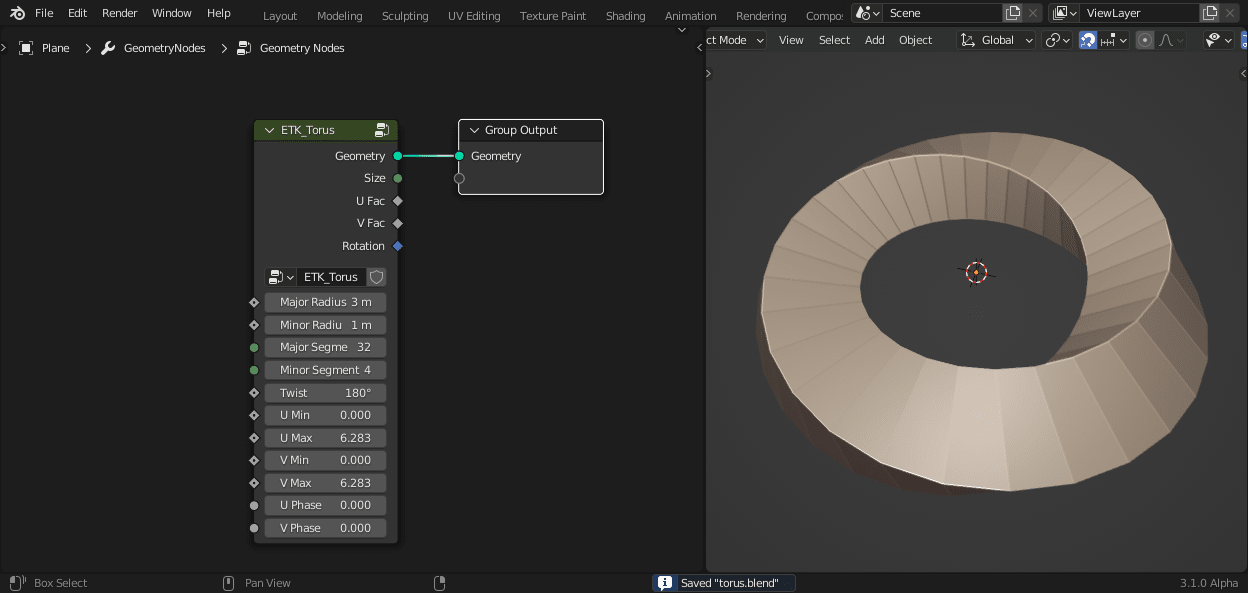 File Edit Render Window Help Layout Modeling Sculpting UV Editing Texture Paint Shading Animation Rendering Compo: Scene ViewLayer
Plane GeometryNodes Geometry Nodes
ct Mode View Select Add Object Global
ETK_Torus
Geometry
Size
U Fac
V Fac
Rotation
ETK_Torus
Major Radius 3 m
Minor Radiu 1 m
Major Segme 32
Minor Segment 4
Twist 180°
U Min 0.000
U Max 6.283
V Min 0.000
V Max 6.283
U Phase 0.000
V Phase 0.000
Group Output
Geometry
Box Select Pan View Saved "torus.blend" 3.1.0 Alpha